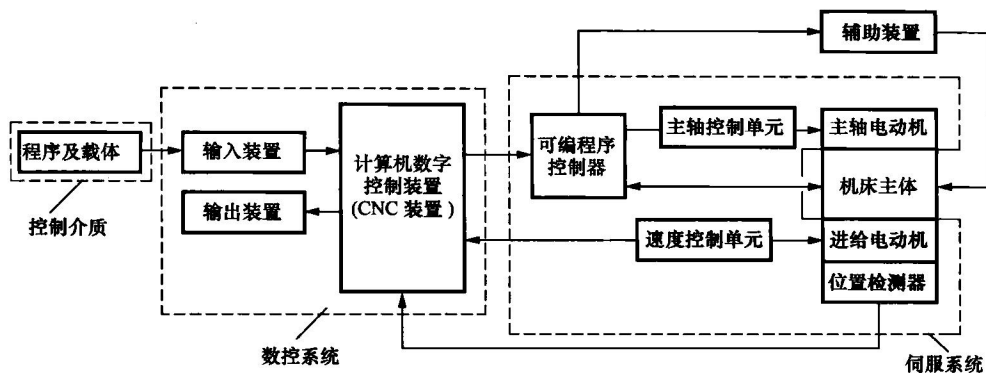 辅助装置
程序及载体
控制介质
输入装置
输出装置
计算机数字
控制装置
(CNC 装置)
数控系统
可编程序
控制器
主轴控制单元
速度控制单元
主轴电动机
机床主体
进给电动机
位置检测器
伺服系统